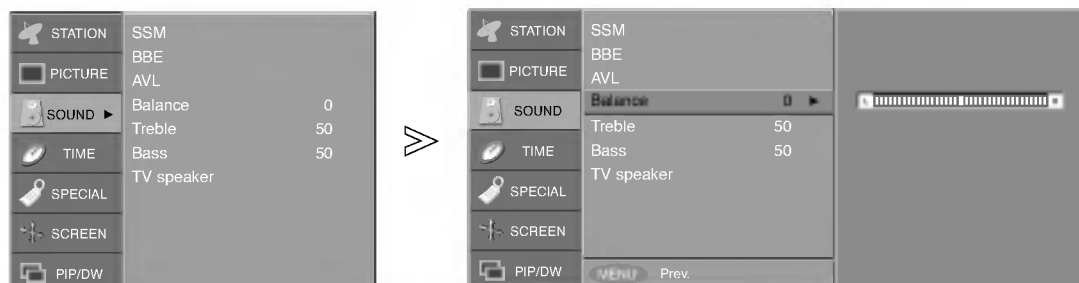 STATION
PICTURE
SOUND ►
TIME
SPECIAL
SCREEN
PIP/DW
SSM
BBE
AVL
Balance 0
Treble 50
Bass 50
TV speaker
STATION
PICTURE
SOUND
TIME
SPECIAL
SCREEN
PIP/DW
SSM
BBE
AVL
Balance 0 ►
Treble 50
Bass 50
TV speaker
MENU Prev.
L